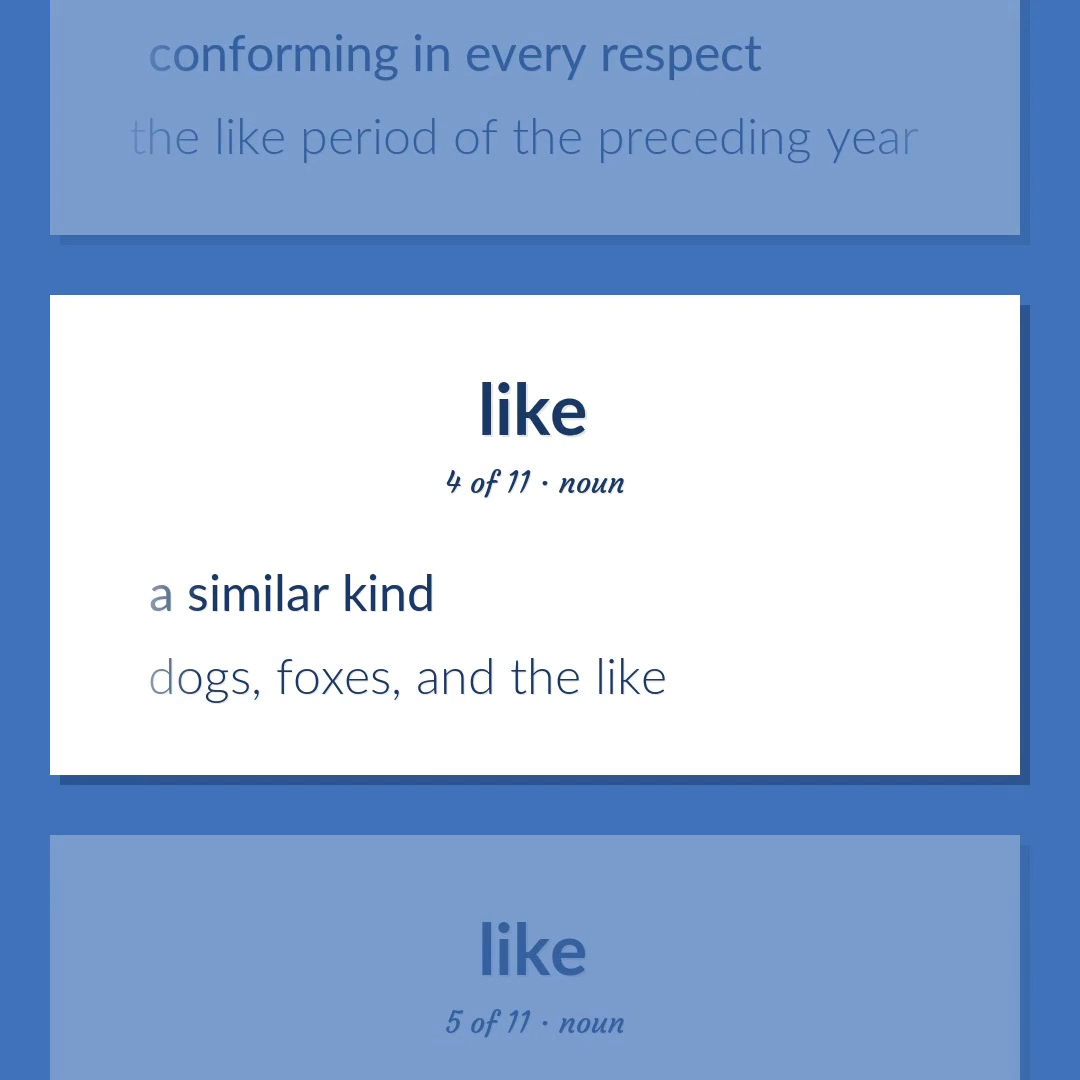 conforming in every respect
the like period of the preceding year
like
4 of 11 · noun
a similar kind
dogs, foxes, and the like
like
5 of 11 · noun